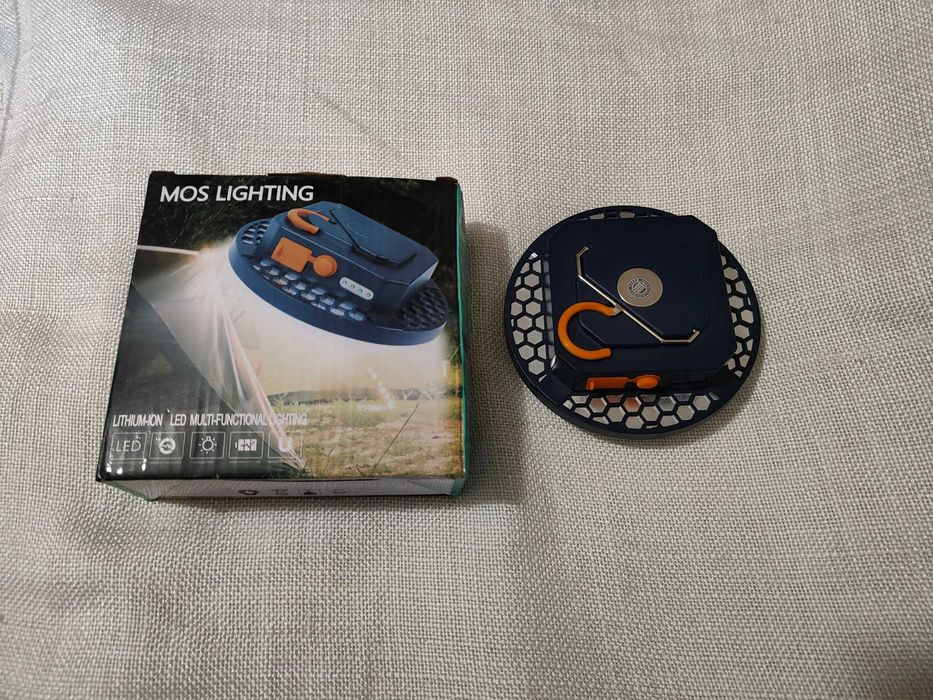 MOS LIGHTING
LITHIUM-ION LED MULTI-FUNCTIONAL LIGHTING
LED